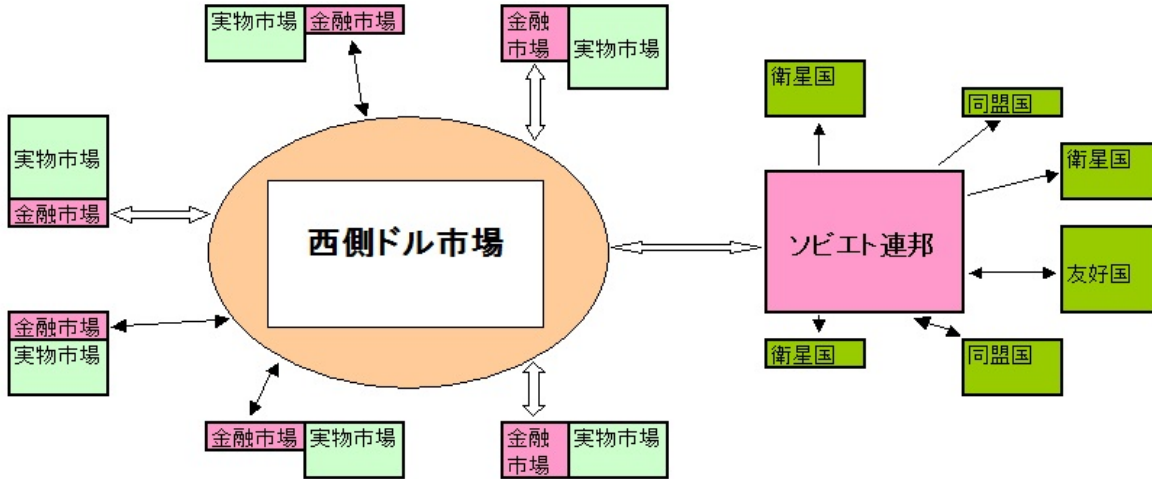 実物市場
金融市場
金融
市場
実物市場
実物市場
金融市場
西側ドル市場
金融市場
実物市場
金融市場
実物市場
金融
市場
実物市場
衛星国
同盟国
衛星国
ソビエト連邦
友好国
衛星国
同盟国